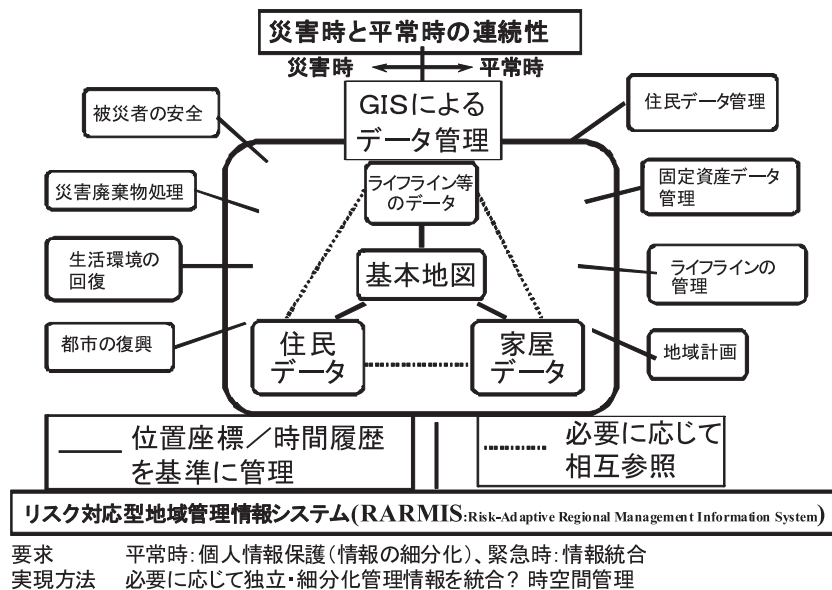 災害時と平常時の連続性
災害時 平常時
GISによる
データ管理
被災者の安全
災害廃棄物処理
生活環境の
回復
都市の復興
住民データ管理
固定資産データ
管理
ライフラインの
管理
地域計画
ライフライン等
のデータ
基本地図
住民
データ
家屋
データ
位置座標／時間履歴
を基準に管理
必要に応じて
相互参照
リスク対応型地域管理情報システム(RARMIS:Risk-Adaptive Regional Management Information System)
要求 平常時:個人情報保護(情報の細分化)、緊急時:情報統合
実現方法 必要に応じて独立・細分化管理情報を統合? 時空間管理